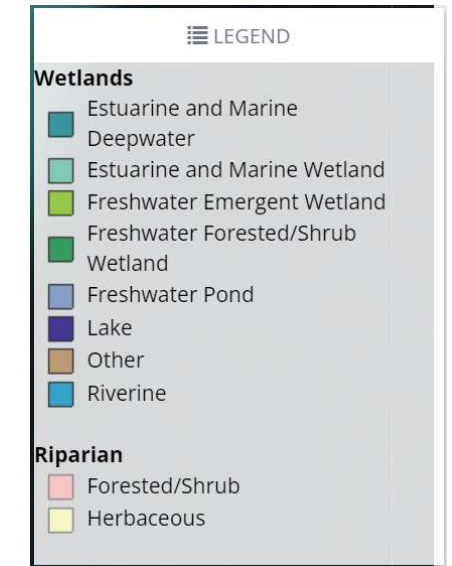 LEGEND
Wetlands
Estuarine and Marine
Deepwater
Estuarine and Marine Wetland
Freshwater Emergent Wetland
Freshwater Forested/Shrub
Wetland
Freshwater Pond
Lake
Other
Riverine
Riparian
Forested/Shrub
Herbaceous